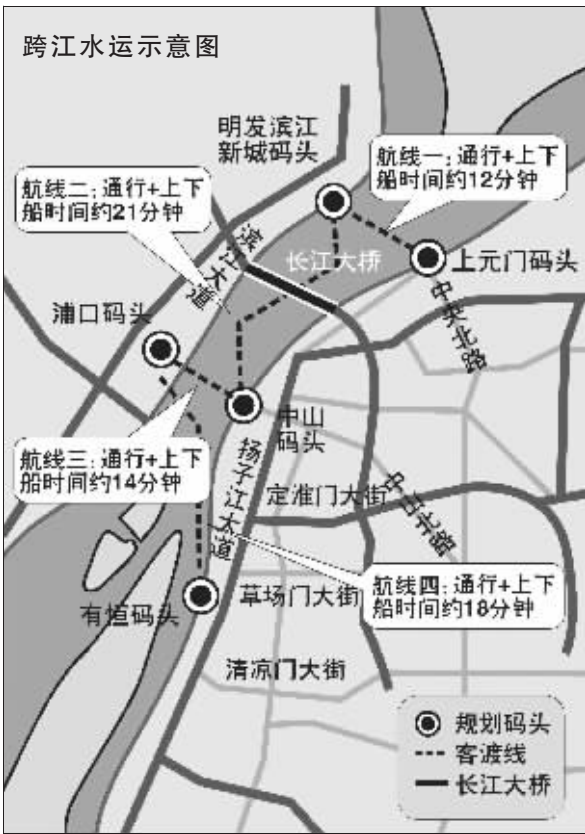 跨江水运示意图
明发滨江
新城码头
航线一：通行+上下
船时间约12分钟
航线二：通行+上下
船时间约21分钟
滨江大道
长江大桥
上元门码头
中央北路
浦口码头
中山
码头
航线三：通行+上下
船时间约14分钟
扬子江大道
定淮门大街
中山北路
航线四：通行+上下
船时间约18分钟
有恒码头
草场门大街
清凉门大街
规划码头
客渡线
长江大桥